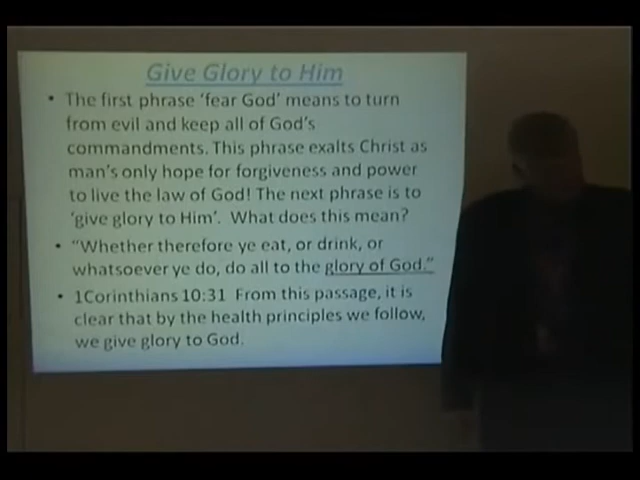 Give Glory to Him
• The first phrase ‘fear God’ means to turn
from evil and keep all of God’s
commandments. This phrase exalts Christ as
man’s only hope for forgiveness and power
to live the law of God! The next phrase is to
‘give glory to Him’. What does this mean?
• “Whether therefore ye eat, or drink, or
whatsoever ye do, do all to the glory of God.”
• 1Corinthians 10:31 From this passage, it is
clear that by the health principles we follow,
we give glory to God.